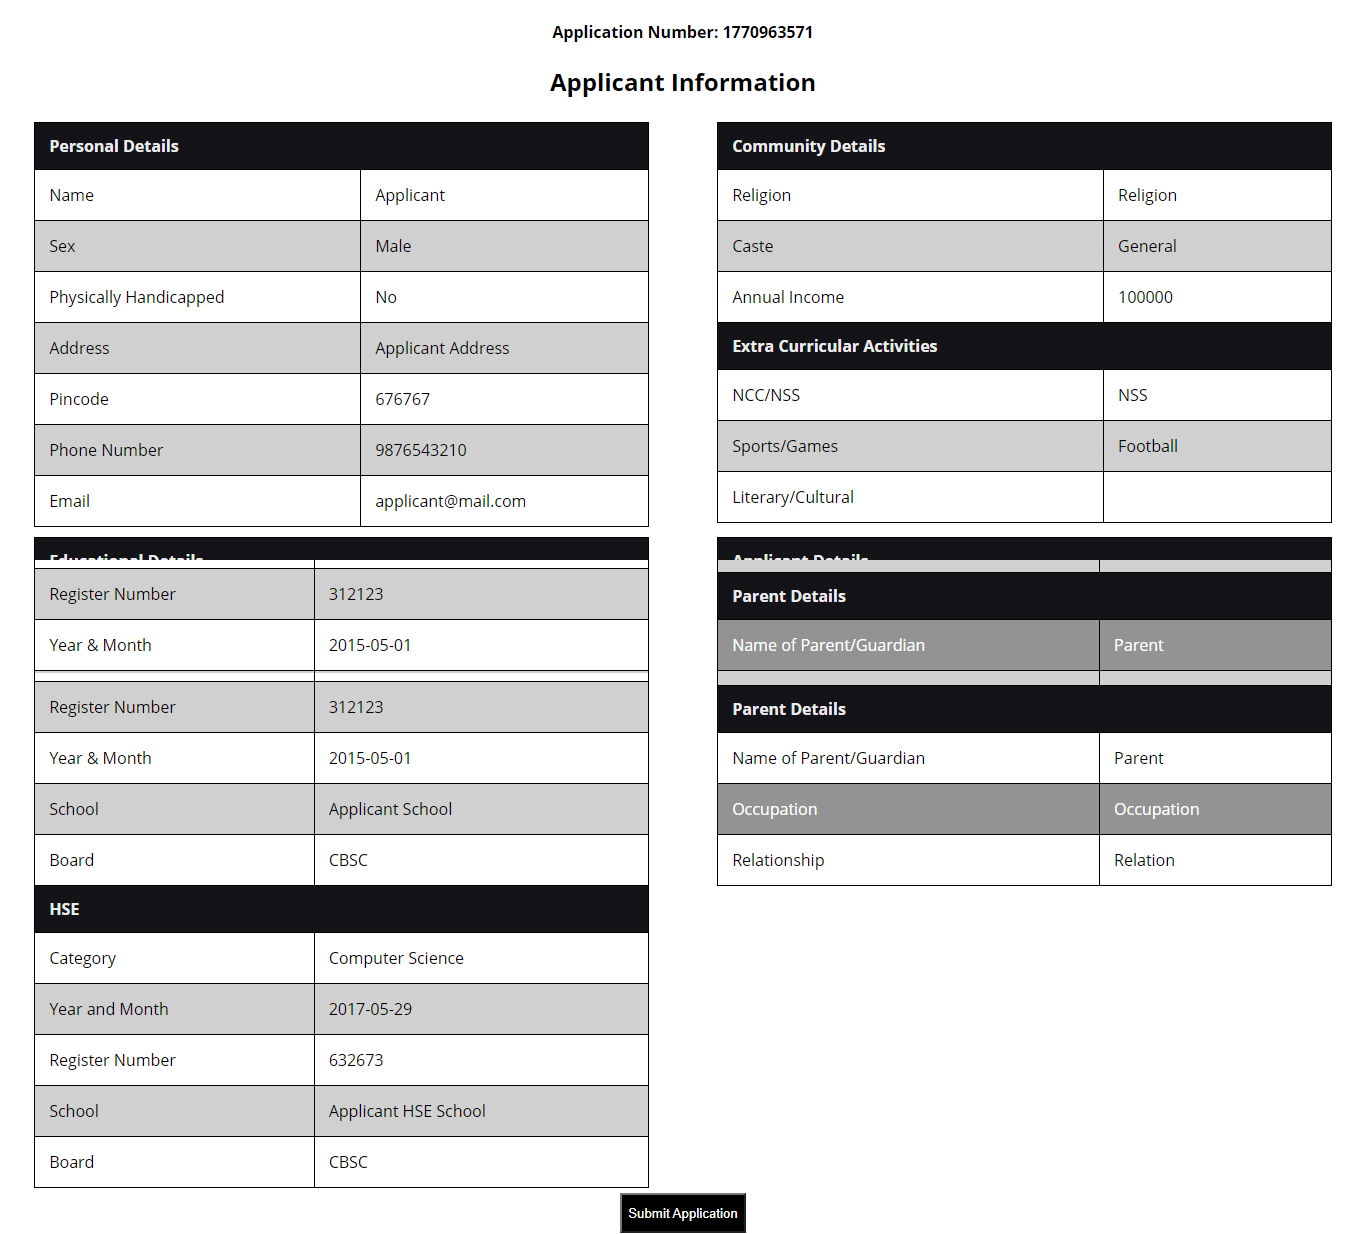 Application Number: 1770963571
Applicant Information
Personal Details
Name Applicant
Sex Male
Physically Handicapped No
Address Applicant Address
Pincode 676767
Phone Number 9876543210
Email applicant@mail.com
Community Details
Religion Religion
Caste General
Annual Income 100000
Extra Curricular Activities
NCC/NSS NSS
Sports/Games Football
Literary/Cultural
Educational Details
Register Number 312123
Year & Month 2015-05-01
Register Number 312123
Year & Month 2015-05-01
School Applicant School
Board CBSC
HSE
Category Computer Science
Year and Month 2017-05-29
Register Number 632673
School Applicant HSE School
Board CBSC
Applicant Details
Parent Details
Name of Parent/Guardian Parent
Parent Details
Name of Parent/Guardian Parent
Occupation Occupation
Relationship Relation
Submit Application